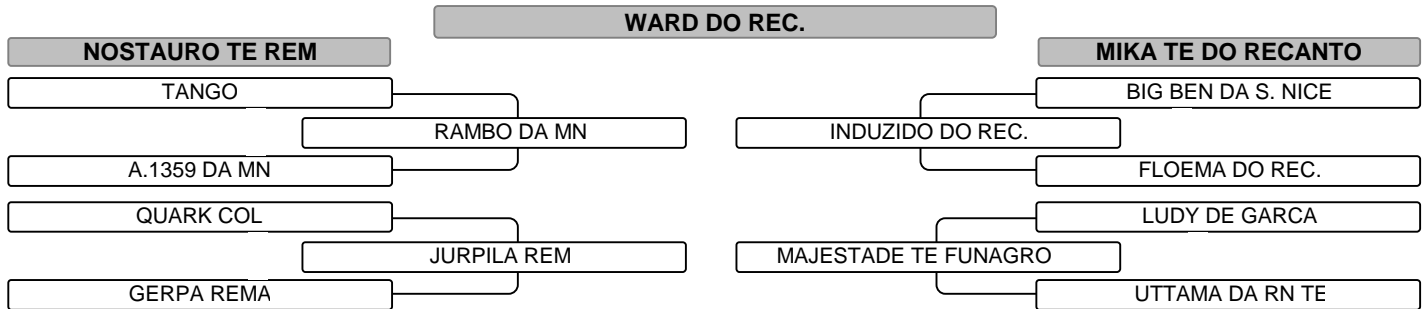 WARD DO REC.
NOSTAURO TE REM
MIKA TE DO RECANTO
TANGO
BIG BEN DA S. NICE
RAMBO DA MN
INDUZIDO DO REC.
A.1359 DA MN
FLOEMA DO REC.
QUARK COL
LUDY DE GARCA
JURPILA REM
MAJESTADE TE FUNAGRO
GERPA REMA
UTTAMA DA RN TE